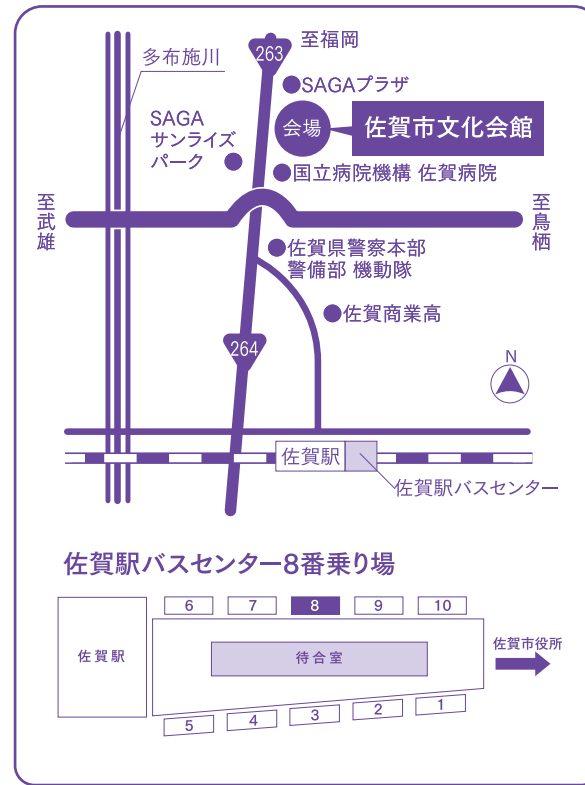 至福岡
263
多布施川
SAGAプラザ
SAGA
サンライズ
パーク
会場
佐賀市文化会館
国立病院機構 佐賀病院
至武雄
至鳥栖
佐賀県警察本部
警備部 機動隊
佐賀商業高
264
N
佐賀駅
佐賀駅バスセンター
佐賀駅バスセンター8番乗り場
6 7 8 9 10
佐賀駅
待合室
佐賀市役所
5 4 3 2 1